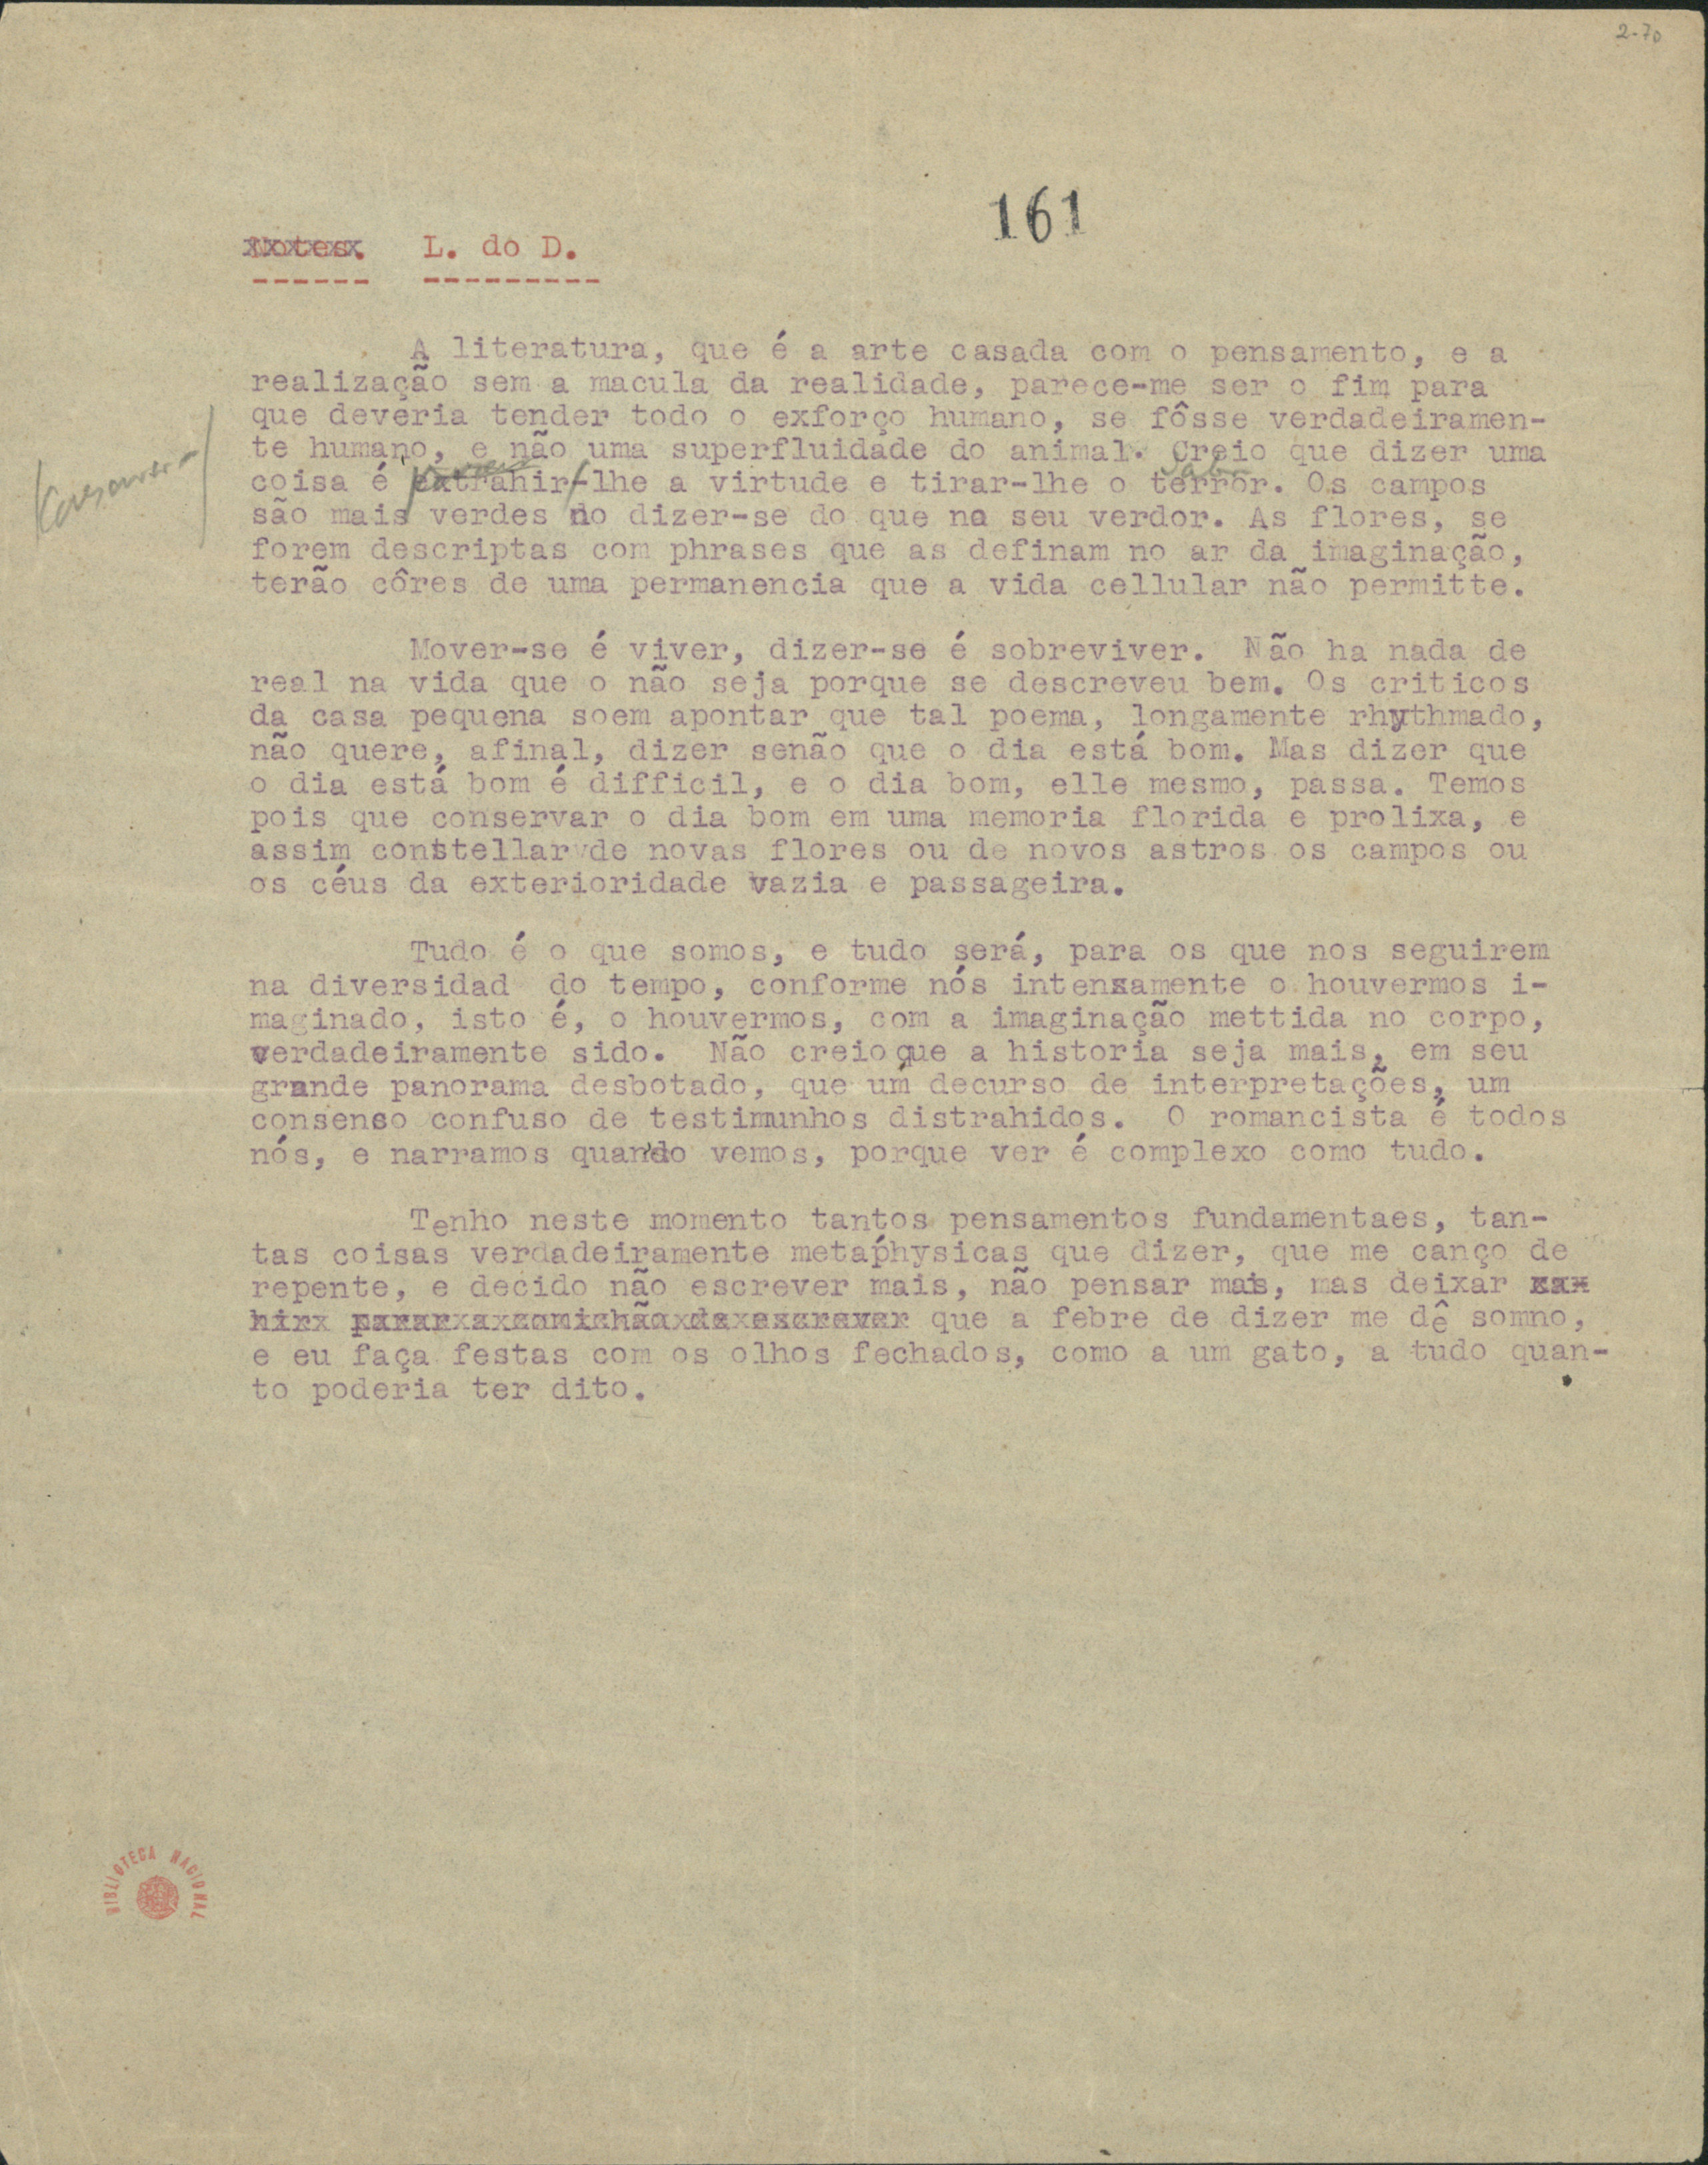 2-70
161
L. do D.
A literatura, que é a arte casada com o pensamento, e a
realização sem a macula da realidade, parece-me ser o fim para
que deveria tender todo o exforço humano, se fôsse verdadeiramen-
te humano, e não uma superfluidade do animal. Creio que dizer uma
coisa é extrahir-lhe a virtude e tirar-lhe o terror. Os campos
conservar-
são mais verdes no dizer-se do que no seu verdor. As flores, se
forem descriptas com phrases que as definam no ar da imaginação,
terão côres de uma permanencia que a vida cellular não permitte.
Mover-se é viver, dizer-se é sobreviver. Não ha nada de
real na vida que o não seja porque se descreveu bem. Os criticos
da casa pequena soem apontar que tal poema, longamente rhythmado,
não quere, afinal, dizer senão que o dia está bom. Mas dizer que
o dia está bom é difficil, e o dia bom, elle mesmo, passa. Temos
pois que conservar o dia bom em uma memoria florida e prolixa, e
assim constellar de novas flores ou de novos astros os campos ou
os céus da exterioridade vazia e passageira.
Tudo é o que somos, e tudo será, para os que nos seguirem
na diversidad do tempo, conforme nós intensamente o houvermos i-
maginado, isto é, o houvermos, com a imaginação mettida no corpo,
verdadeiramente sido. Não creio que a historia seja mais, em seu
grande panorama desbotado, que um decurso de interpretações, um
consenso confuso de testimunhos distrahidos. O romancista é todos
nós, e narramos quando vemos, porque ver é complexo como tudo.
Tenho neste momento tantos pensamentos fundamentaes, tan-
tas coisas verdadeiramente metaphysicas que dizer, que me canço de
repente, e decido não escrever mais, não pensar mais, mas deixar
que a febre de dizer me dê somno,
e eu faça festas com os olhos fechados, como a um gato, a tudo quan-
to poderia ter dito.
BIBLIOTECA NACIONAL